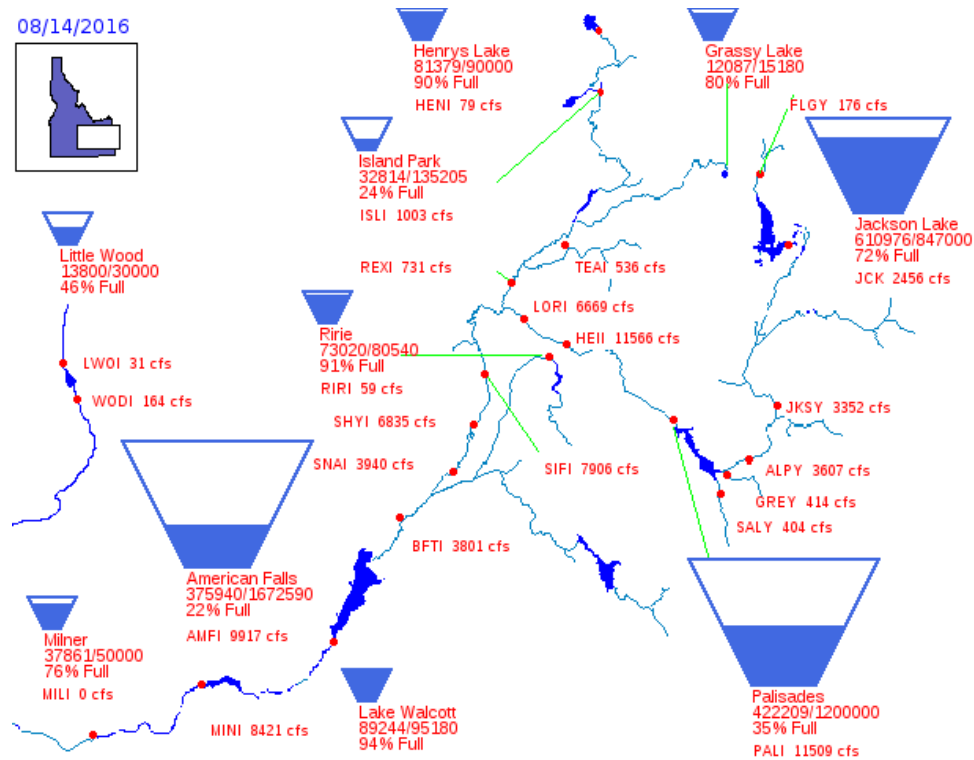 08/14/2016
Henrys Lake
81379/90000
90% Full
HENI 79 cfs
Grassy Lake
12087/15180
80% Full
FLGY 176 cfs
Island Park
32814/135205
24% Full
ISLI 1003 cfs
Jackson Lake
610976/847000
72% Full
JCK 2456 cfs
Little Wood
13800/30000
46% Full
REXI 731 cfs
TEAI 536 cfs
LORI 6669 cfs
Ririe
73020/80540
91% Full
RIRI 59 cfs
HEII 11566 cfs
LWOI 31 cfs
WODI 164 cfs
SHYI 6835 cfs
JKSY 3352 cfs
SNAI 3940 cfs
SIFI 7906 cfs
ALPY 3607 cfs
GREY 414 cfs
SALY 404 cfs
BFTI 3801 cfs
American Falls
375940/1672590
22% Full
AMFI 9917 cfs
Milner
37861/50000
76% Full
MILI 0 cfs
MINI 8421 cfs
Lake Walcott
89244/95180
94% Full
Palisades
422209/1200000
35% Full
PALI 11509 cfs